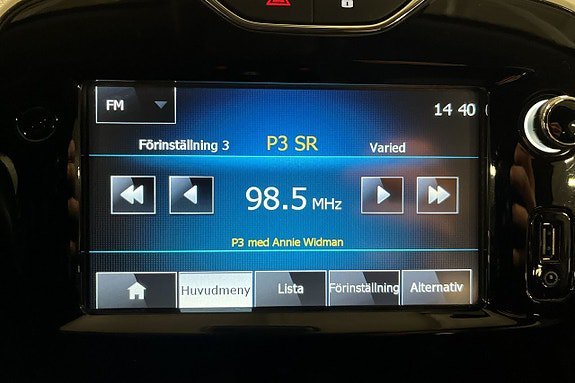 FM
14 40
Förinställning 3 P3 SR Varied
98.5 MHz
P3 med Annie Widman
Huvudmeny Lista Förinställning Alternativ